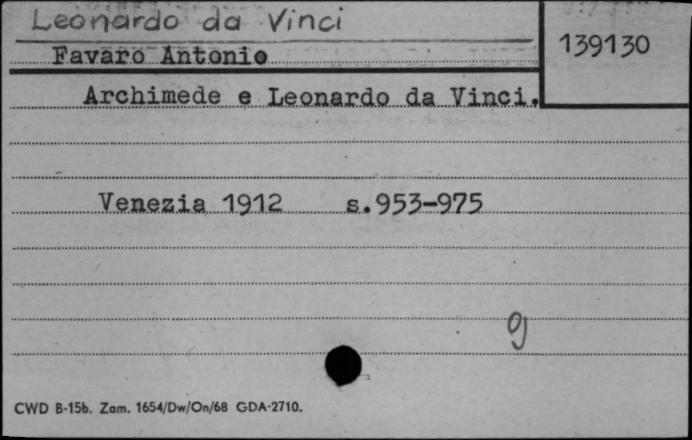 Leonardo da Vinci
139130
Favaro Antonio
Archimede e Leonardo da Vinci.
Venezia 1912 s.953-975
g
CWD B-15b. Zam. 1654/Dw/On/68 GDA-2710.